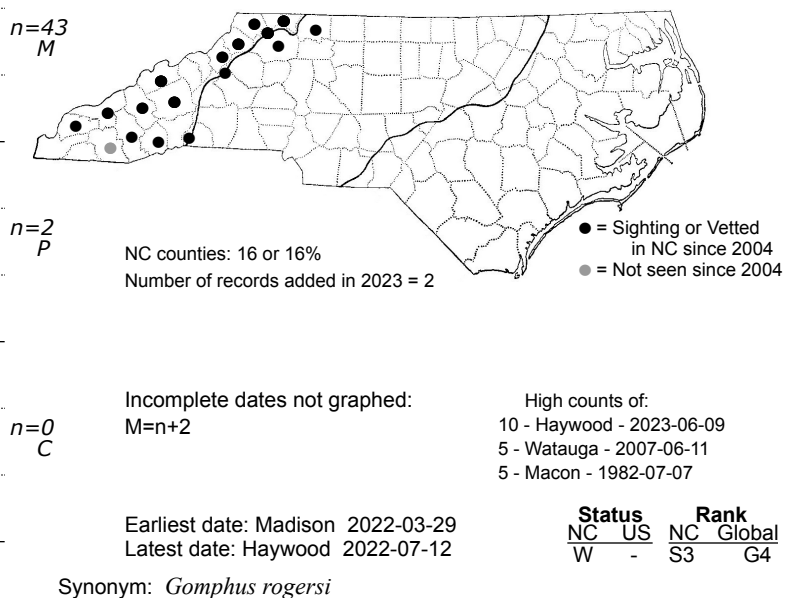 n=43
M
n=2
P
n=0
C
● = Sighting or Vetted
in NC since 2004
● = Not seen since 2004
NC counties: 16 or 16%
Number of records added in 2023 = 2
Incomplete dates not graphed:
M=n+2
High counts of:
10 - Haywood - 2023-06-09
5 - Watauga - 2007-06-11
5 - Macon - 1982-07-07
Earliest date: Madison 2022-03-29
Latest date: Haywood 2022-07-12
Status Rank
NC US NC Global
W - S3 G4
Synonym: Gomphus rogersi